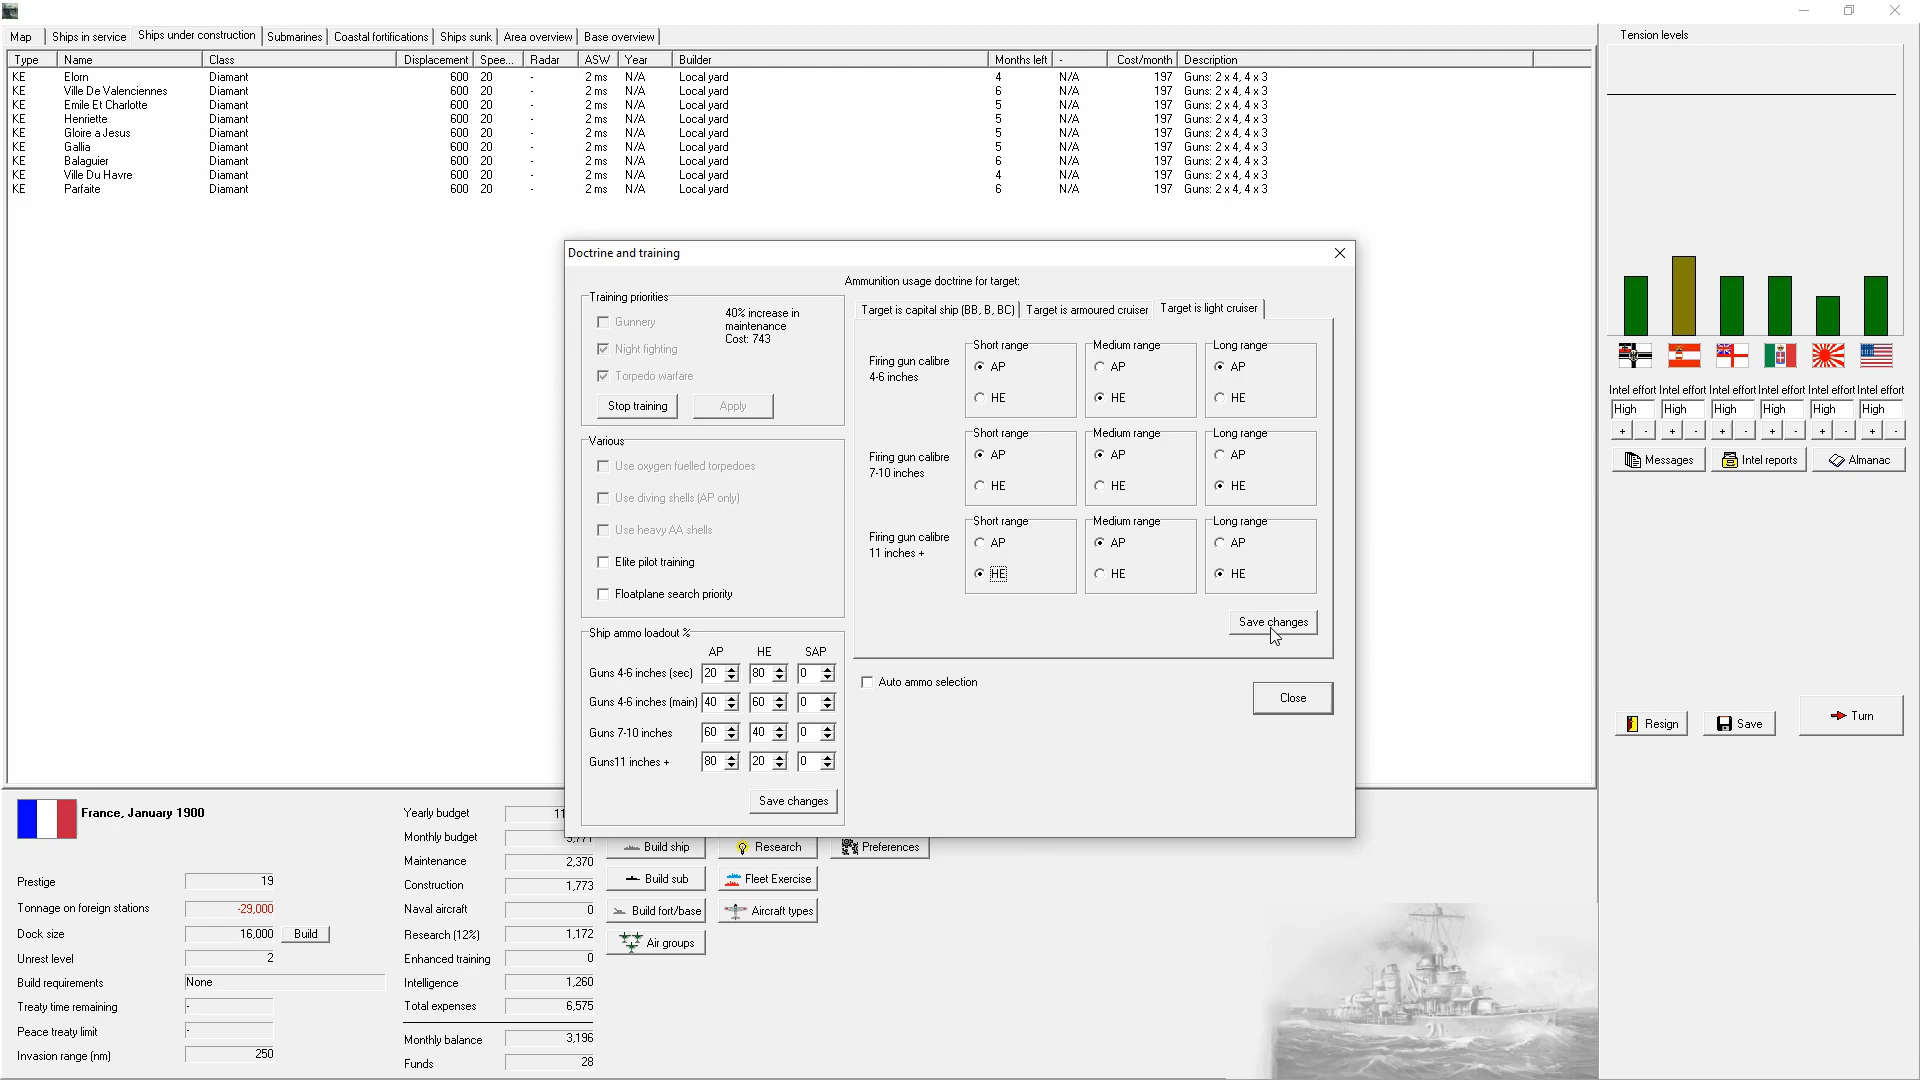 Map Ships in service Ships under construction Submarines Coastal fortifications Ships sunk Area overview Base overview
Type Name Class Displacement Spee... Radar ASW Year Builder Months left - Cost/month Description
KE Elorn Diamant 600 20 - 2 ms N/A Local yard 4 N/A 197 Guns: 2 x 4, 4 x 3
KE Ville De Valenciennes Diamant 600 20 - 2 ms N/A Local yard 6 N/A 197 Guns: 2 x 4, 4 x 3
KE Emile Et Charlotte Diamant 600 20 - 2 ms N/A Local yard 5 N/A 197 Guns: 2 x 4, 4 x 3
KE Henriette Diamant 600 20 - 2 ms N/A Local yard 5 N/A 197 Guns: 2 x 4, 4 x 3
KE Gloire a Jesus Diamant 600 20 - 2 ms N/A Local yard 5 N/A 197 Guns: 2 x 4, 4 x 3
KE Gallia Diamant 600 20 - 2 ms N/A Local yard 5 N/A 197 Guns: 2 x 4, 4 x 3
KE Balaguier Diamant 600 20 - 2 ms N/A Local yard 6 N/A 197 Guns: 2 x 4, 4 x 3
KE Ville Du Havre Diamant 600 20 - 2 ms N/A Local yard 4 N/A 197 Guns: 2 x 4, 4 x 3
KE Parfaite Diamant 600 20 - 2 ms N/A Local yard 6 N/A 197 Guns: 2 x 4, 4 x 3
Doctrine and training
Training priorities
Gunnery
Night fighting
Torpedo warfare
40% increase in
maintenance
Cost: 743
Stop training Apply
Various
Use oxygen fuelled torpedoes
Use diving shells (AP only)
Use heavy AA shells
Elite pilot training
Floatplane search priority
Ship ammo loadout %
AP HE SAP
Guns 4-6 inches (sec) 20 80 0
Guns 4-6 inches (main) 40 60 0
Guns 7-10 inches 60 40 0
Guns11 inches + 80 20 0
Save changes
Ammunition usage doctrine for target:
Target is capital ship (BB, B, BC) Target is armoured cruiser Target is light cruiser
Short range Medium range Long range
Firing gun calibre
4-6 inches
AP AP AP
HE HE HE
Short range Medium range Long range
Firing gun calibre
7-10 inches
AP AP AP
HE HE HE
Short range Medium range Long range
Firing gun calibre
11 inches +
AP AP AP
HE HE HE
Save changes
Auto ammo selection
Close
Tension levels
Intel effort Intel effort Intel effort Intel effort Intel effort Intel effort
High High High High High High
+ - + - + - + - + - + -
Messages Intel reports Almanac
Resign Save Turn
France, January 1900
Prestige 19
Tonnage on foreign stations -29,000
Dock size 16,000 Build
Unrest level 2
Build requirements None
Treaty time remaining -
Peace treaty limit -
Invasion range (nm) 250
Yearly budget
Monthly budget
Maintenance 2,370
Construction 1,773
Naval aircraft 0
Research (12%) 1,172
Enhanced training 0
Intelligence 1,260
Total expenses 6,575
Monthly balance 3,196
Funds 28
Build ship Research Preferences
Build sub Fleet Exercise
Build fort/base Aircraft types
Air groups